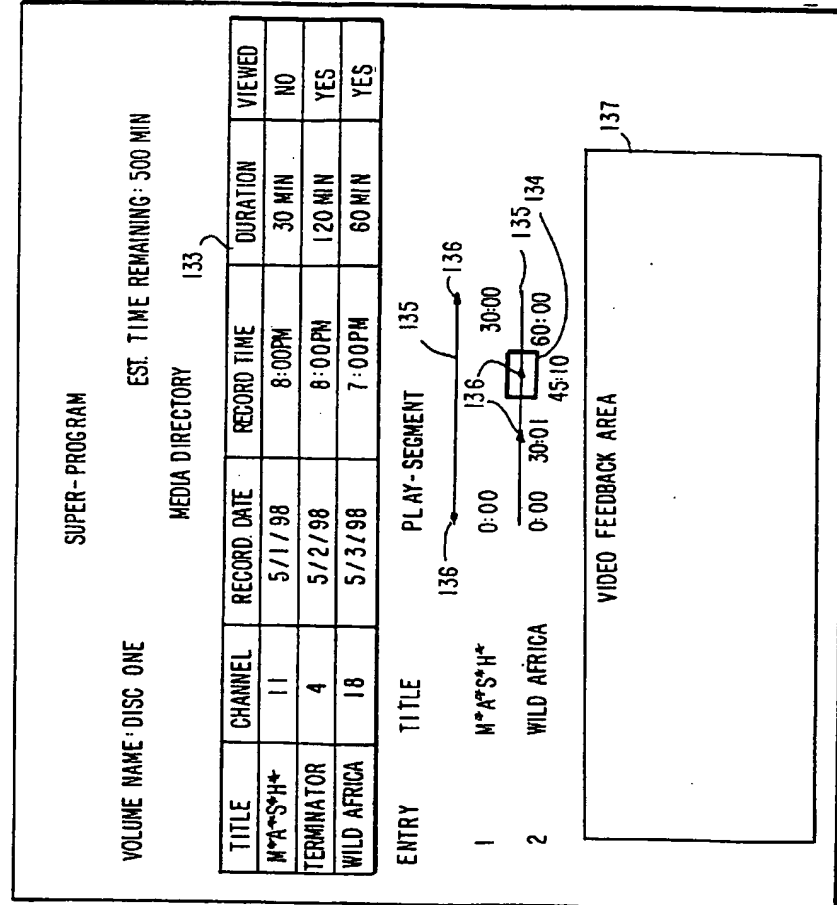 SUPER-PROGRAM
VOLUME NAME: DISC ONE EST. TIME REMAINING: 500 MIN
MEDIA DIRECTORY
133
TITLE CHANNEL RECORD. DATE RECORD TIME DURATION VIEWED
M*A*S*H* 11 5/1/98 8:00PM 30 MIN NO
TERMINATOR 4 5/2/98 8:00PM 120 MIN YES
WILD AFRICA 18 5/3/98 7:00PM 60 MIN YES
ENTRY TITLE PLAY-SEGMENT
136 135 136
1 M*A*S*H* 0:00 30:00
136 136 135 134
2 WILD AFRICA 0:00 30:01 45:10 60:00
VIDEO FEEDBACK AREA
137